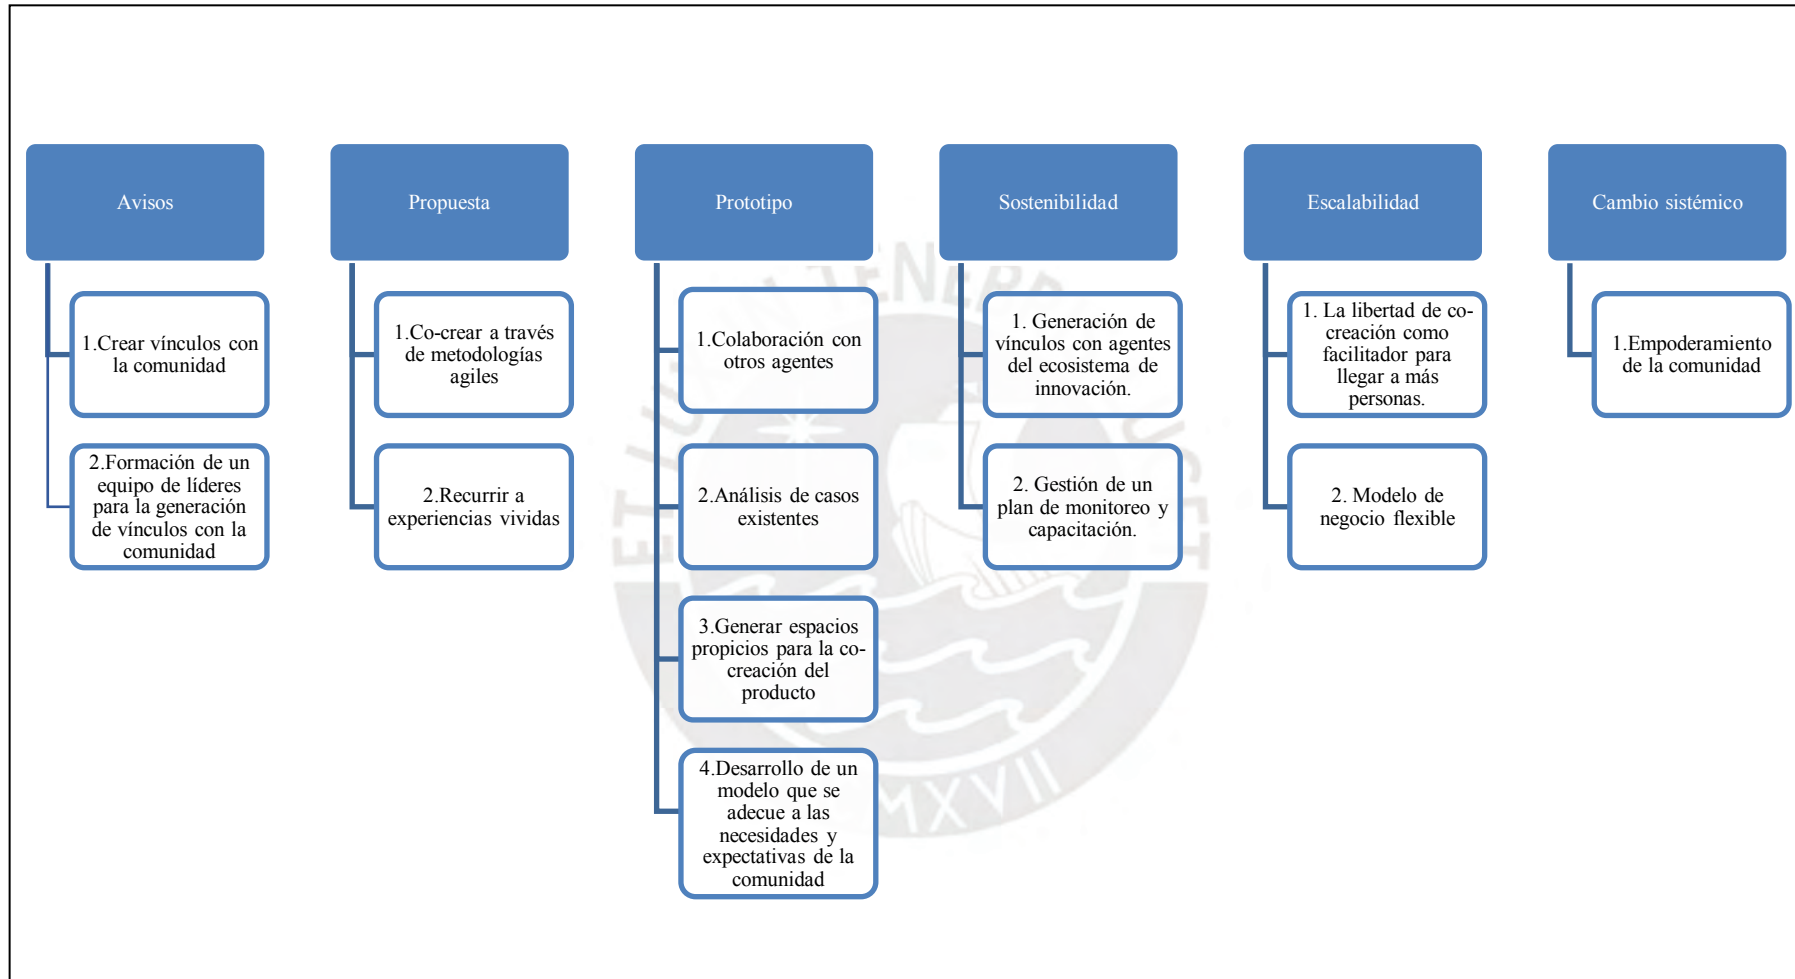 Avisos
1.Crear vínculos con
la comunidad
2.Formación de un
equipo de líderes
para la generación
de vínculos con la
comunidad
Propuesta
1.Co-crear a través
de metodologías
agiles
2.Recurrir a
experiencias vividas
Prototipo
1.Colaboración con
otros agentes
2.Análisis de casos
existentes
3.Generar espacios
propicios para la co-
creación del
producto
4.Desarrollo de un
modelo que se
adecue a las
necesidades y
expectativas de la
comunidad
Sostenibilidad
1. Generación de
vínculos con agentes
del ecosistema de
innovación.
2. Gestión de un
plan de monitoreo y
capacitación.
Escalabilidad
1. La libertad de co-
creación como
facilitador para
llegar a más
personas.
2. Modelo de
negocio flexible
Cambio sistémico
1.Empoderamiento
de la comunidad
ET
MXVII